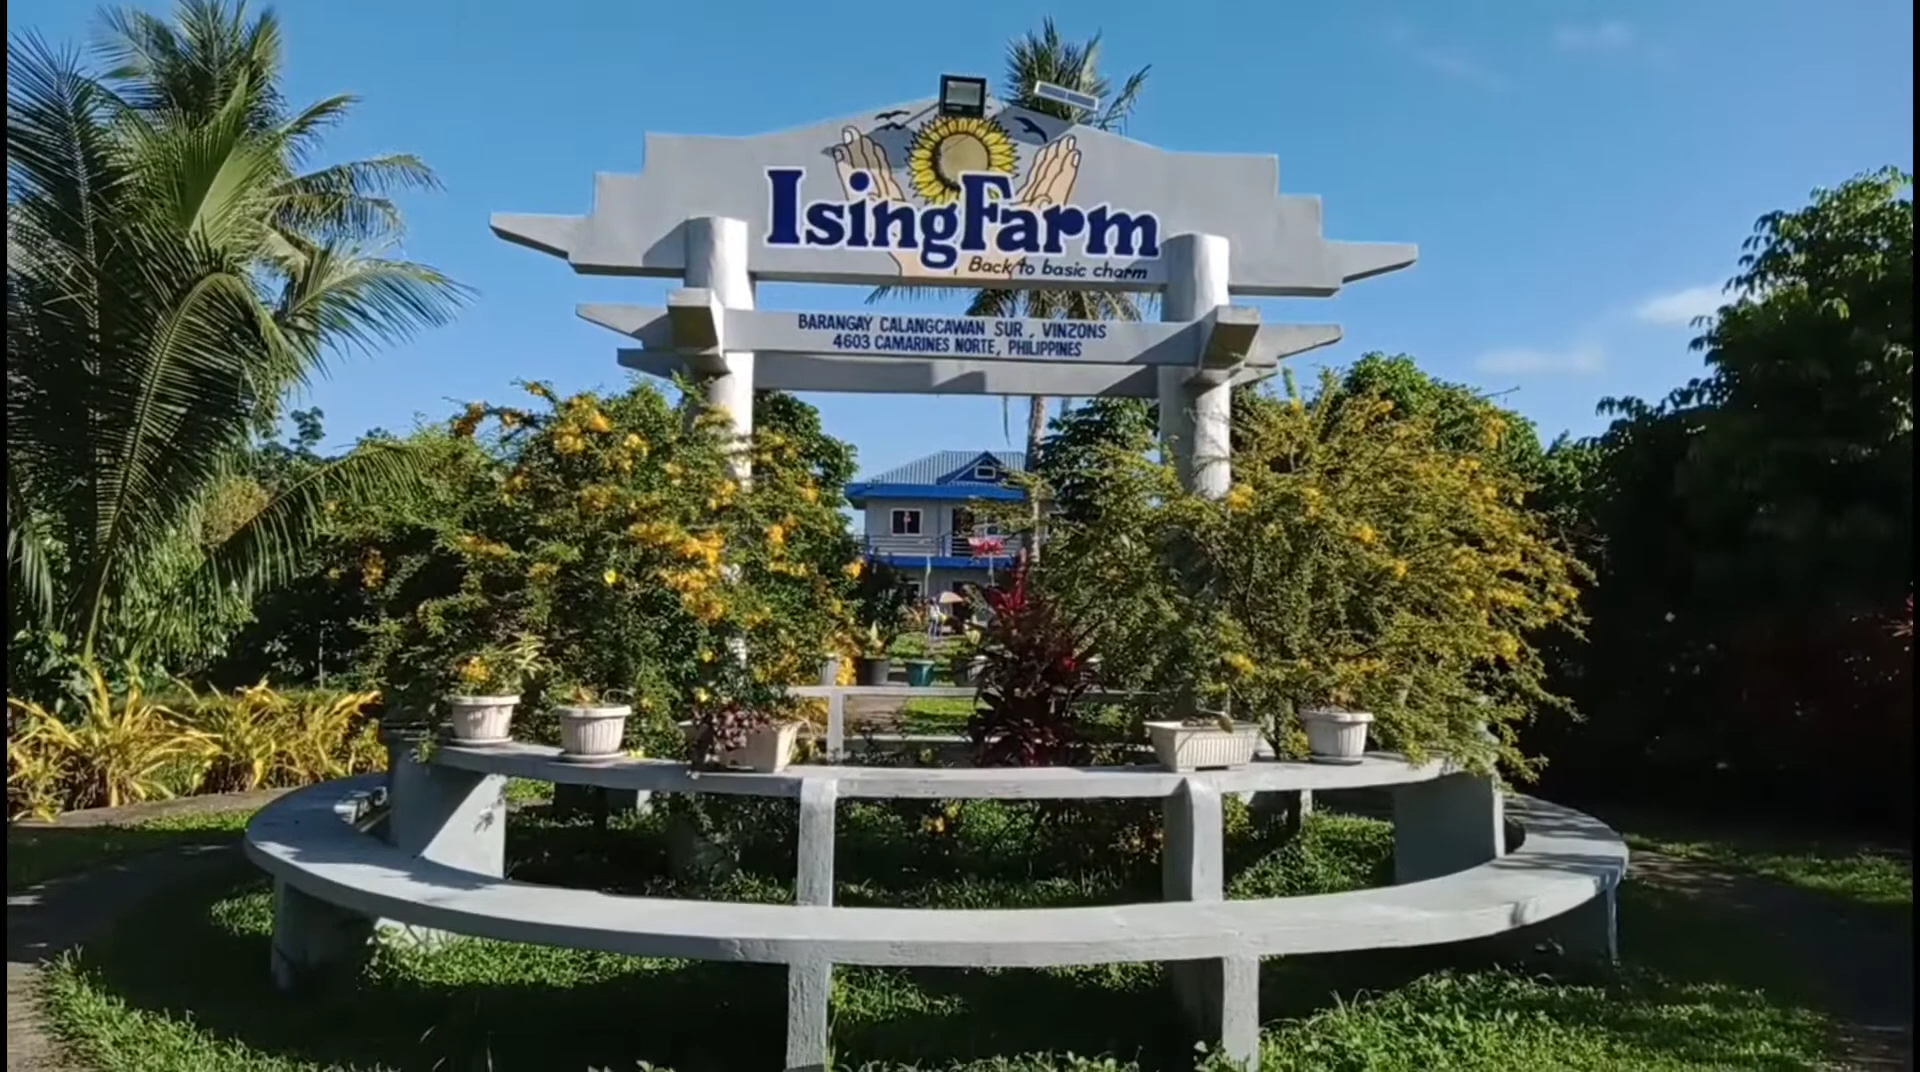 IsingFarm
Back to basic charm
BARANGAY CALANGCAWAN SUR, VINZONS
4603 CAMARINES NORTE, PHILIPPINES